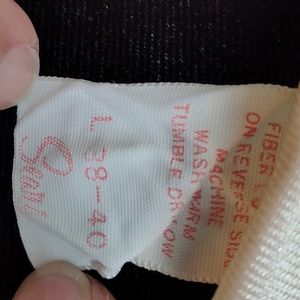 Sears
L 38-40
FIBER
ON REVERSE SIDE
MACHINE
WASH WARM
TUMBLE DRY LOW